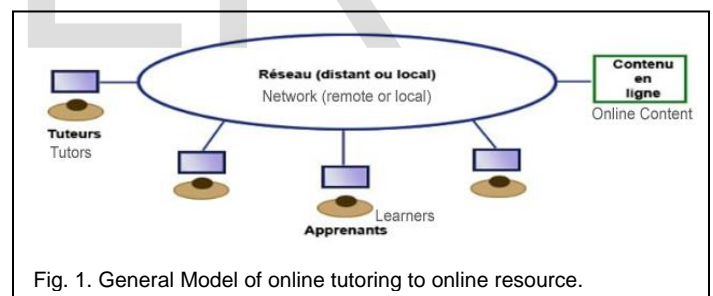 Réseau (distant ou local)
Network (remote or local)
Contenu
en
ligne
Online Content
Tuteurs
Tutors
Learners
Apprenants
Fig. 1. General Model of online tutoring to online resource.